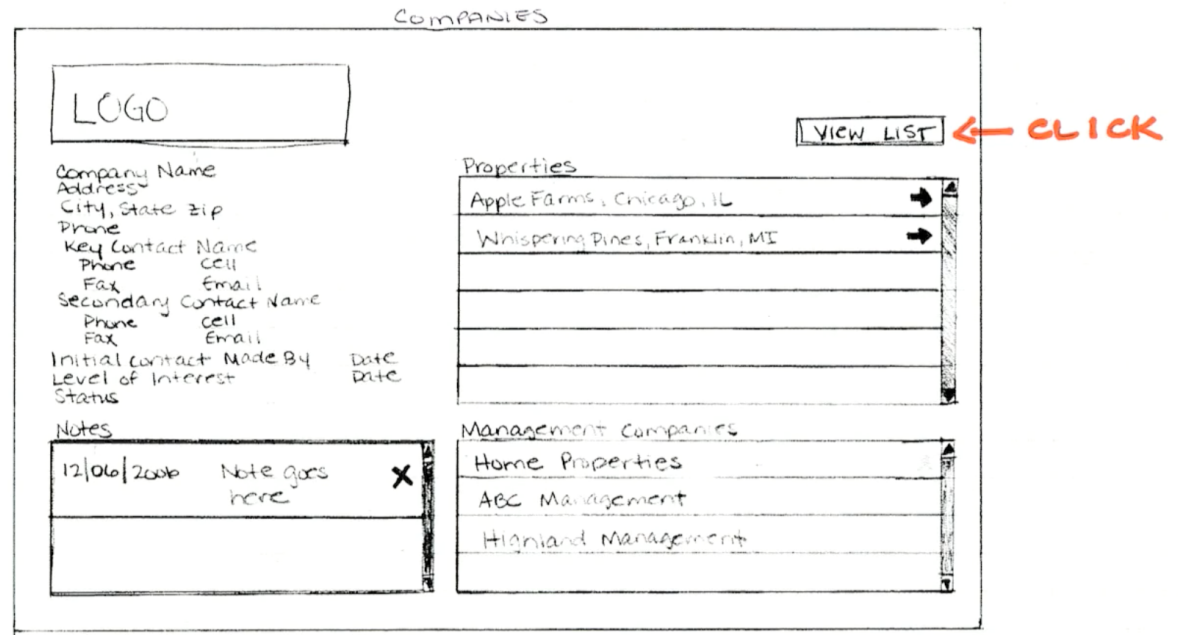 COMPANIES
LOGO
VIEW LIST
CLICK
Company Name
Address
City, State Zip
Phone
Key Contact Name
Phone Cell
Fax Email
Secondary Contact Name
Phone Cell
Fax Email
Initial Contact Made By Date
Level of Interest Date
Status
Properties
Apple Farms, Chicago, IL
Whispering Pines, Franklin, MI
Notes
12/06/2006 Note goes
here
X
Management Companies
Home Properties
ABC Management
Highland Management